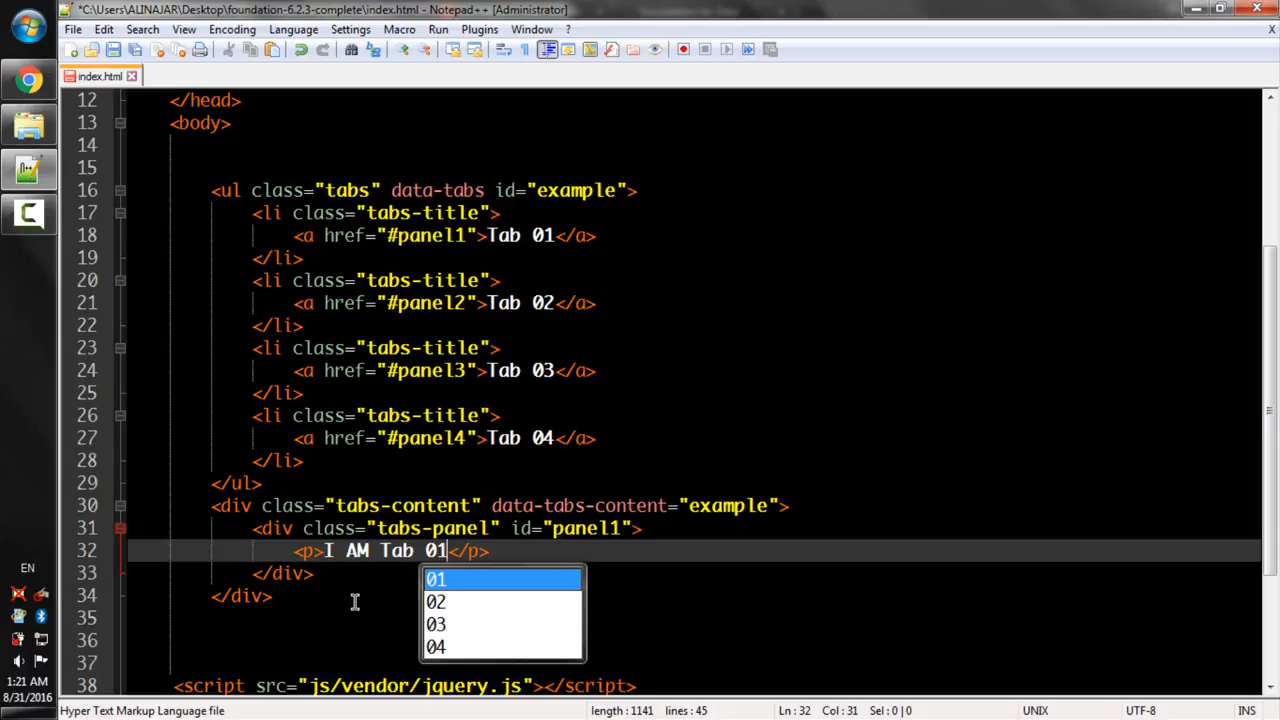 *C:\Users\ALINAJAR\Desktop\foundation-6.2.3-complete\index.html - Notepad++ [Administrator]
File Edit Search View Encoding Language Settings Macro Run Plugins Window ?
X
index.html
12 </head>
13 <body>
14
15
16 <ul class="tabs" data-tabs id="example">
17 <li class="tabs-title">
18 <a href="#panel1">Tab 01</a>
19 </li>
20 <li class="tabs-title">
21 <a href="#panel2">Tab 02</a>
22 </li>
23 <li class="tabs-title">
24 <a href="#panel3">Tab 03</a>
25 </li>
26 <li class="tabs-title">
27 <a href="#panel4">Tab 04</a>
28 </li>
29 </ul>
30 <div class="tabs-content" data-tabs-content="example">
31 <div class="tabs-panel" id="panel1">
32 <p>I AM Tab 01</p>
33 </div>
34 </div>
35
36
37
38 <script src="js/vendor/jquery.js"></script>
01
02
03
04
EN
1:21 AM
8/31/2016
Hyper Text Markup Language file length : 1141 lines : 45 Ln : 32 Col : 31 Sel : 0 | 0 UNIX UTF-8 INS